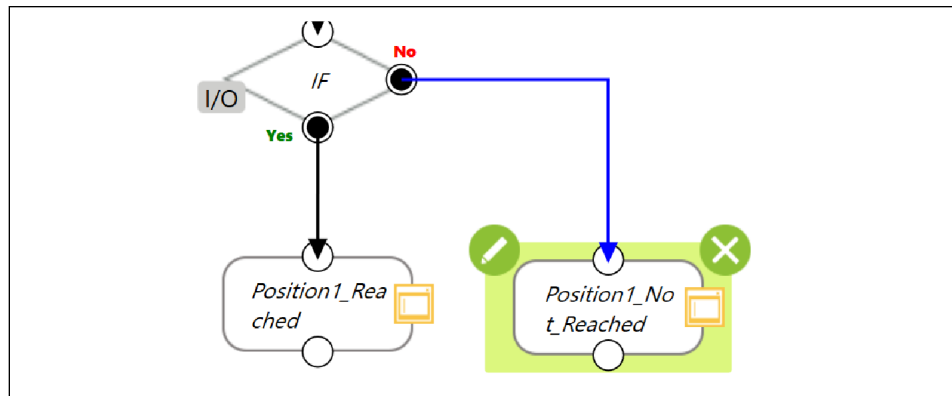 No
IF
I/O
Yes
Position1_Rea
ched
Position1_No
t_Reached